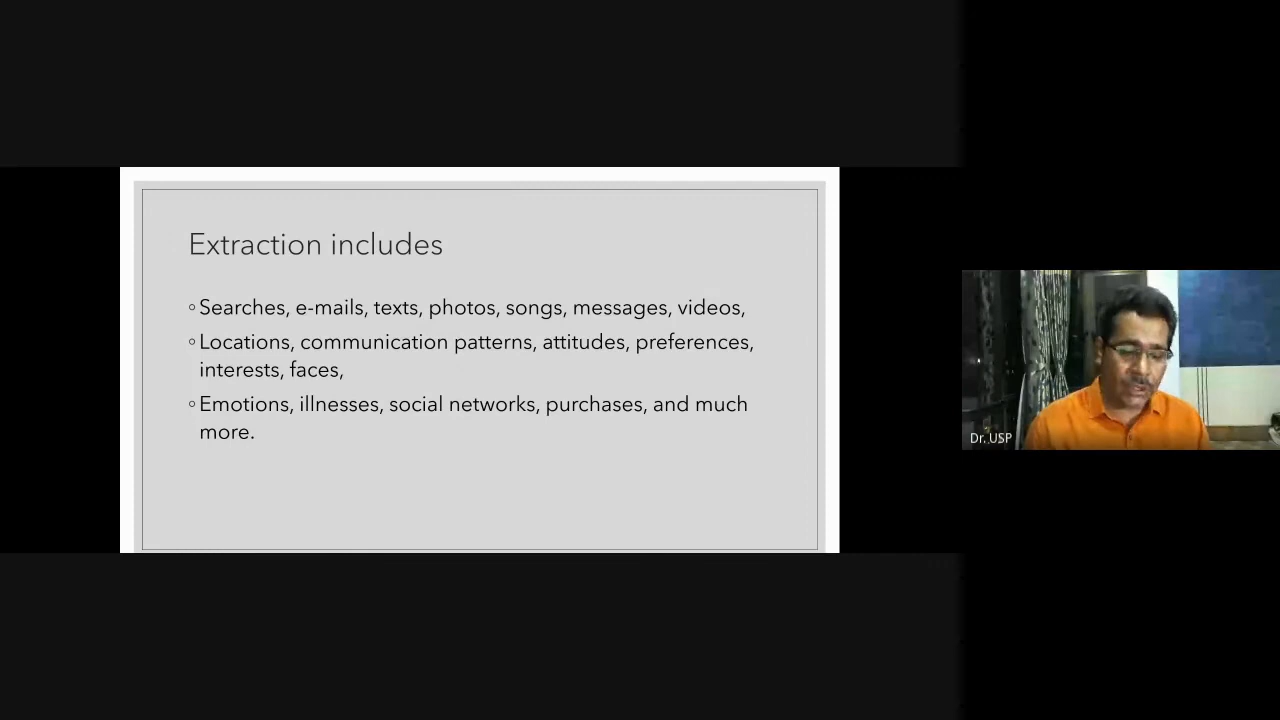 Extraction includes
◦Searches, e-mails, texts, photos, songs, messages, videos,
◦Locations, communication patterns, attitudes, preferences,
interests, faces,
◦Emotions, illnesses, social networks, purchases, and much
more.
Dr. USP